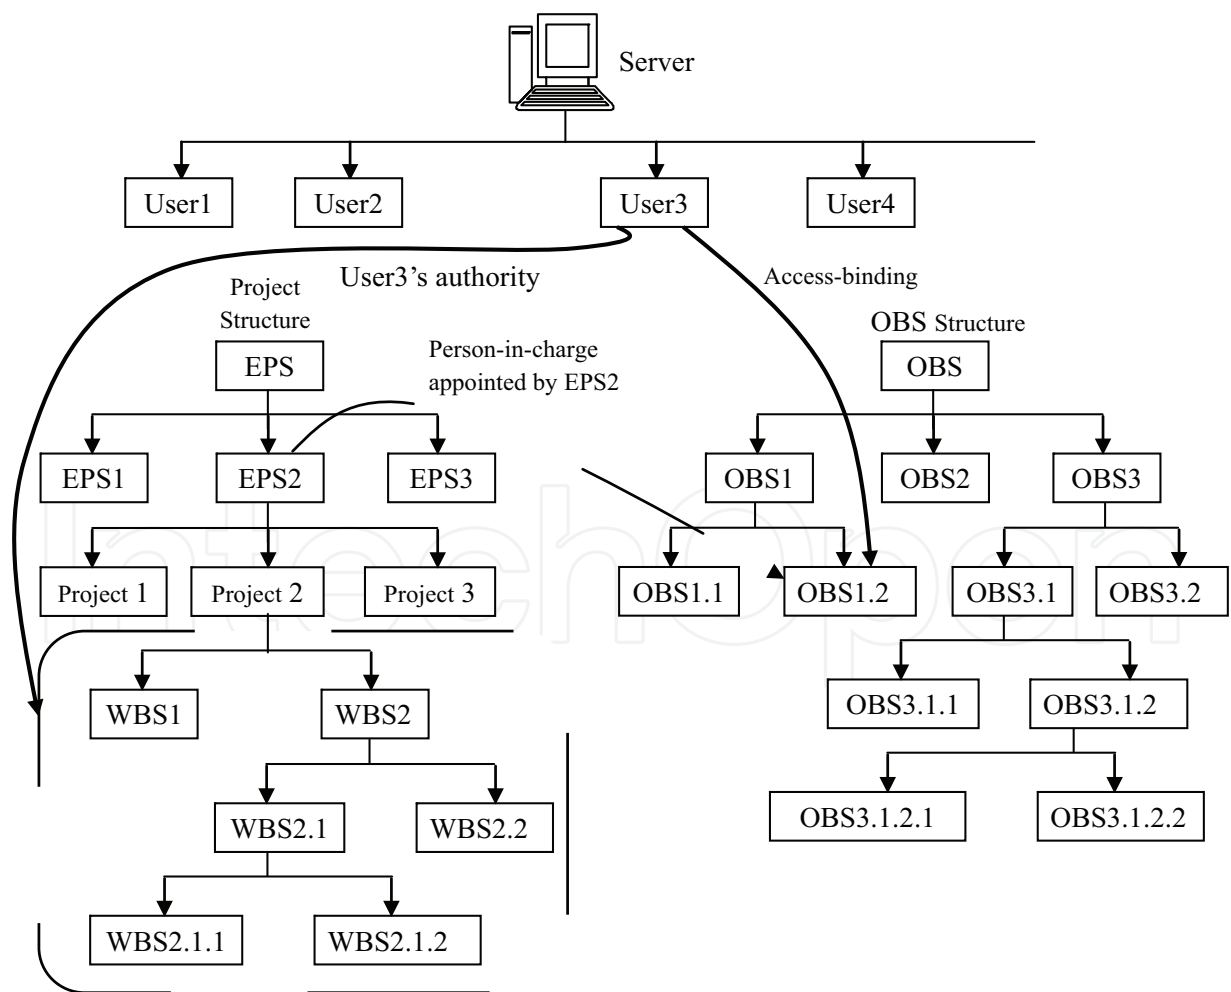 Server
User1
User2
User3
User4
User3's authority
Access-binding
Project
Structure
OBS Structure
Person-in-charge
appointed by EPS2
EPS
OBS
EPS1
EPS2
EPS3
OBS1
OBS2
OBS3
Project 1
Project 2
Project 3
OBS1.1
OBS1.2
OBS3.1
OBS3.2
WBS1
WBS2
OBS3.1.1
OBS3.1.2
WBS2.1
WBS2.2
OBS3.1.2.1
OBS3.1.2.2
WBS2.1.1
WBS2.1.2
IntechOpen